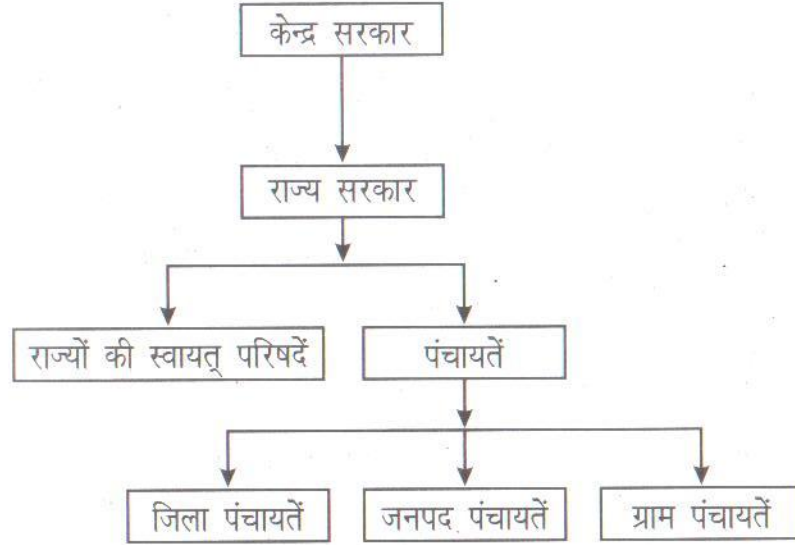 केन्द्र सरकार
राज्य सरकार
राज्यों की स्वायत् परिषदें
पंचायतें
जिला पंचायतें
जनपद पंचायतें
ग्राम पंचायतें